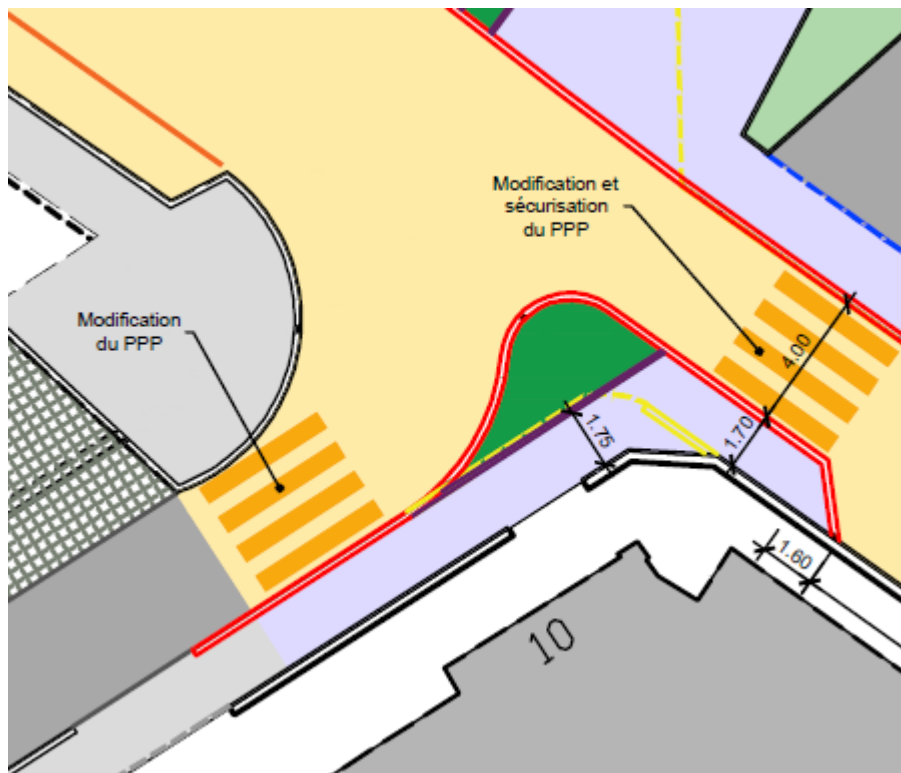 Modification et
sécurisation
du PPP
Modification
du PPP
4.00
1.70
1.75
1.60
10